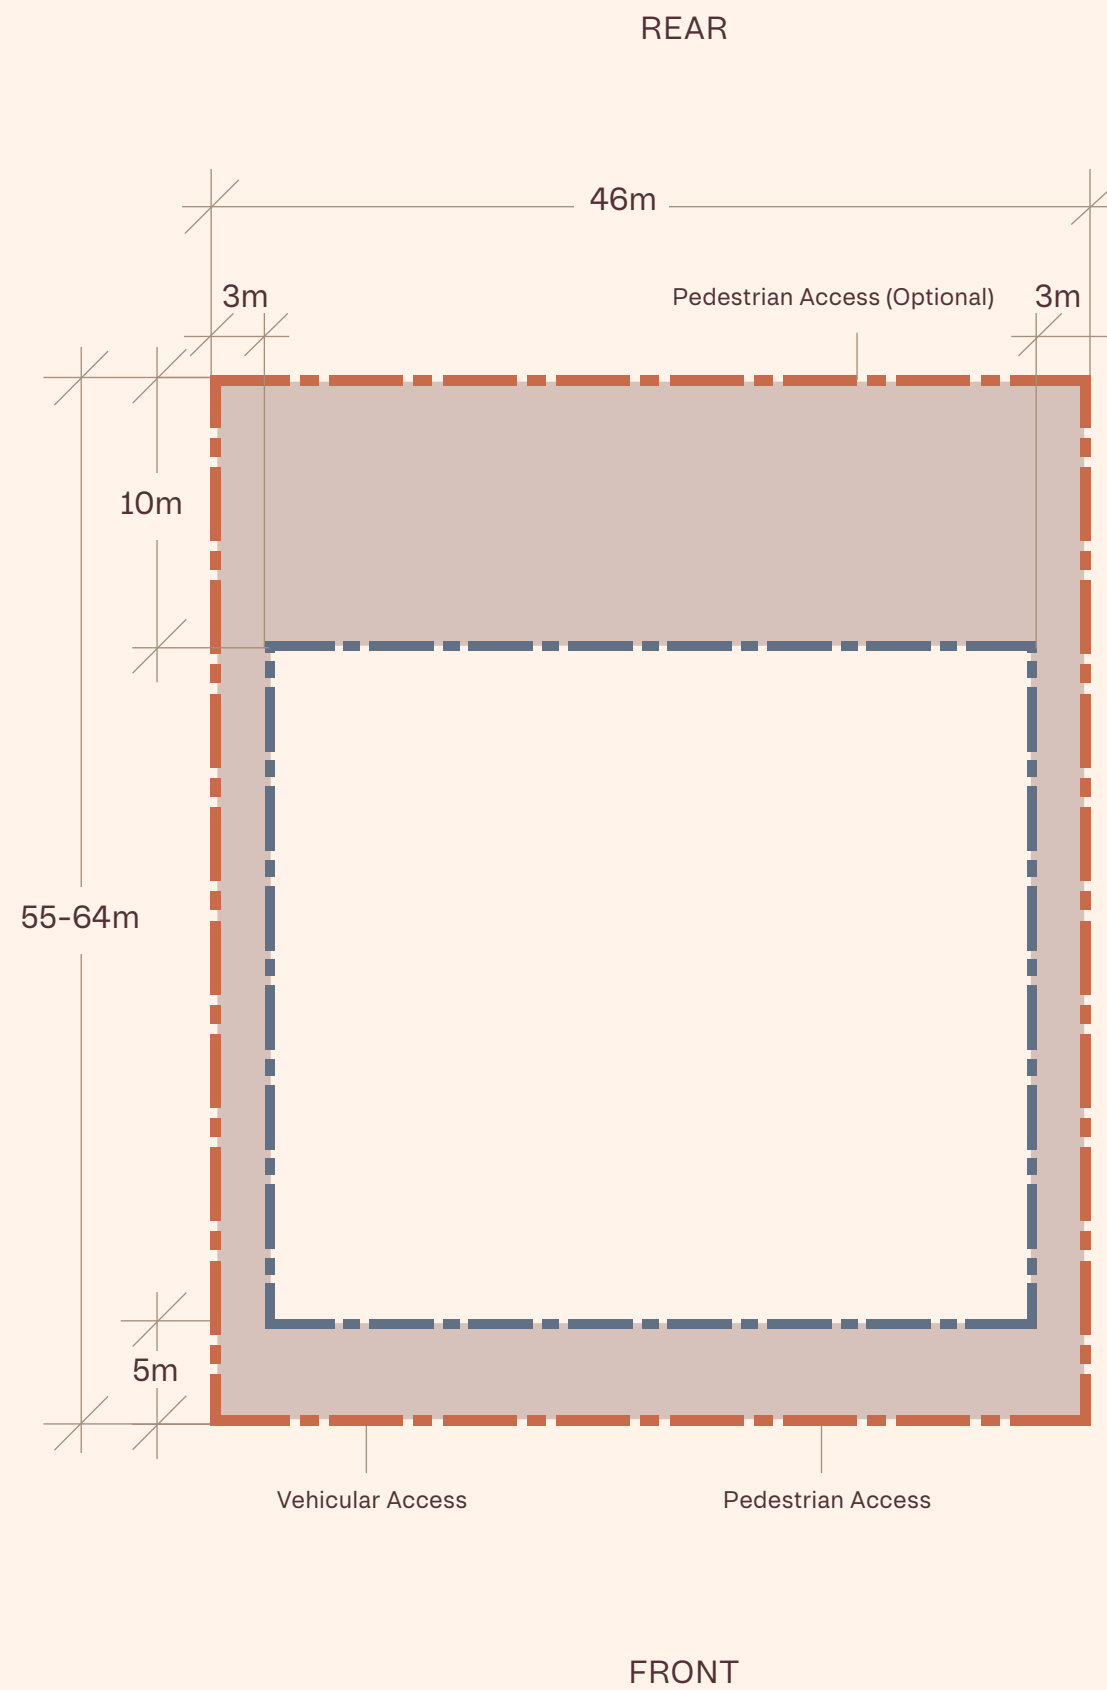 REAR
46m
3m
Pedestrian Access (Optional)
3m
10m
55-64m
5m
Vehicular Access
Pedestrian Access
FRONT